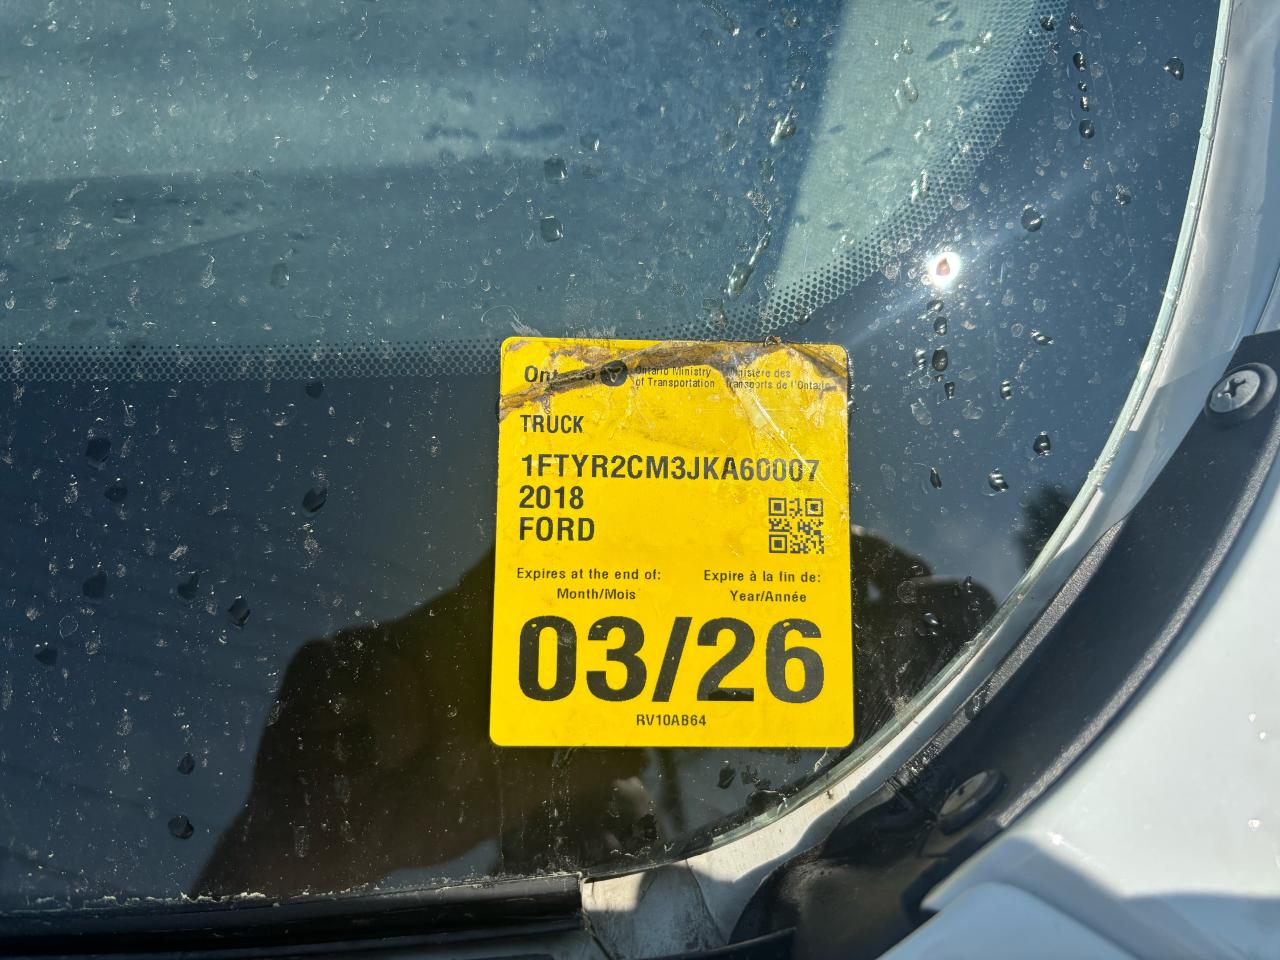 Ontario Ministry Ministère des
of Transportation Transports de l'Ontario
TRUCK
1FTYR2CM3JKA60007
2018
FORD
Expires at the end of: Expire à la fin de:
Month/Mois Year/Année
03/26
RV10AB64